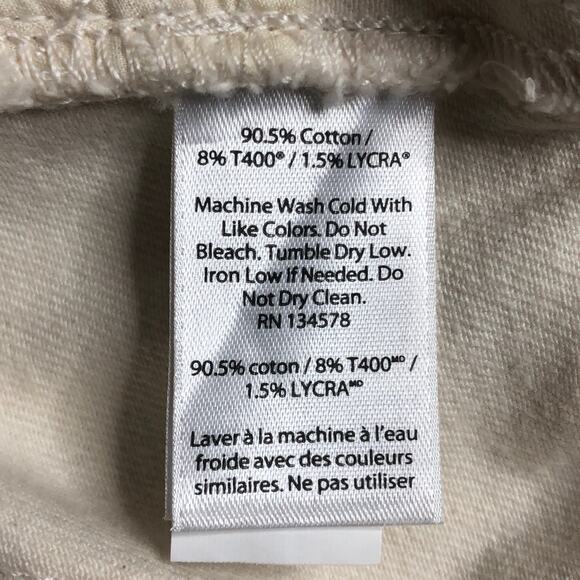 90.5% Cotton /
8% T400® / 1.5% LYCRA®
Machine Wash Cold With
Like Colors. Do Not
Bleach. Tumble Dry Low.
Iron Low If Needed. Do
Not Dry Clean.
RN 134578
90.5% coton / 8% T400ᴹᴰ /
1.5% LYCRAᴹᴰ
Laver à la machine à l'eau
froide avec des couleurs
similaires. Ne pas utiliser